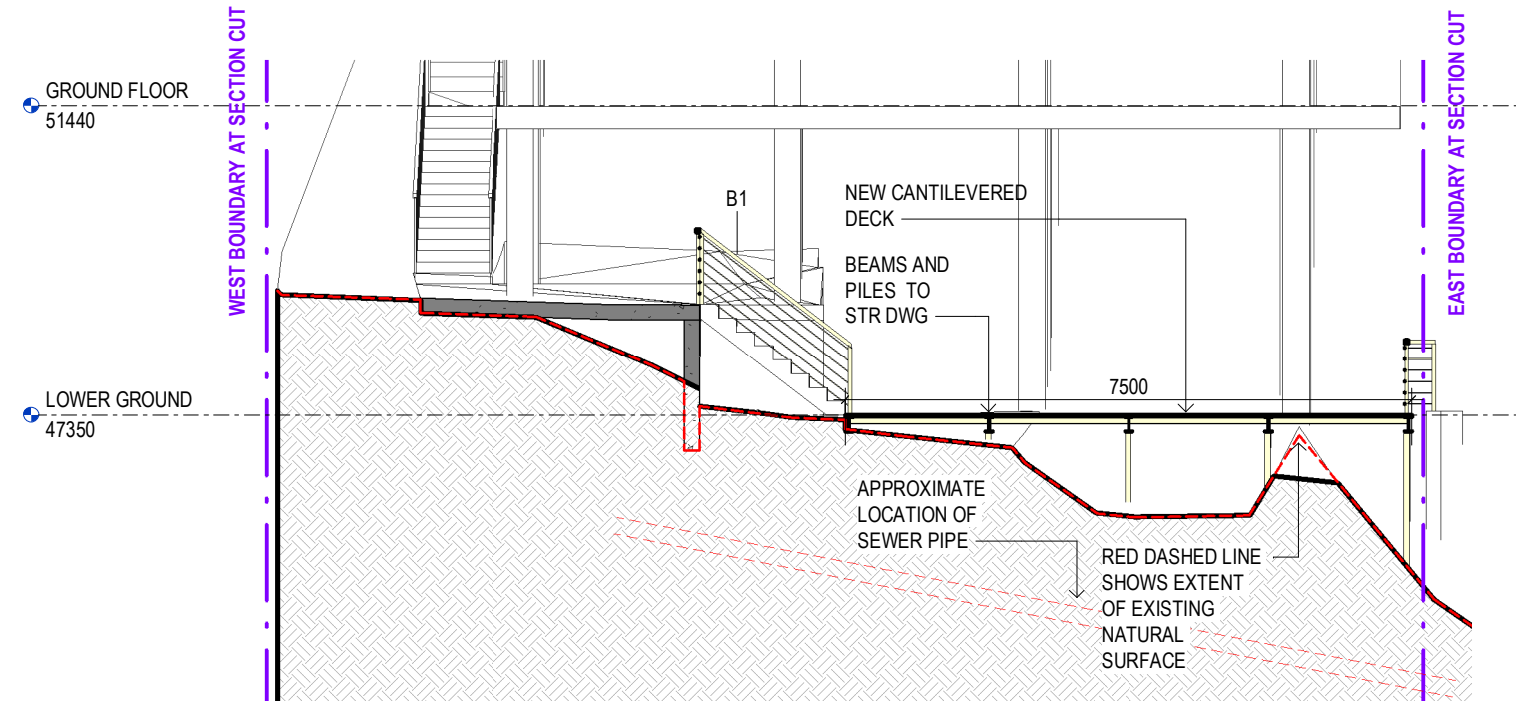 WEST BOUNDARY AT SECTION CUT
EAST BOUNDARY AT SECTION CUT
GROUND FLOOR
51440
B1
NEW CANTILEVERED
DECK
BEAMS AND
PILES TO
STR DWG
LOWER GROUND
47350
7500
APPROXIMATE
LOCATION OF
SEWER PIPE
RED DASHED LINE
SHOWS EXTENT
OF EXISTING
NATURAL
SURFACE